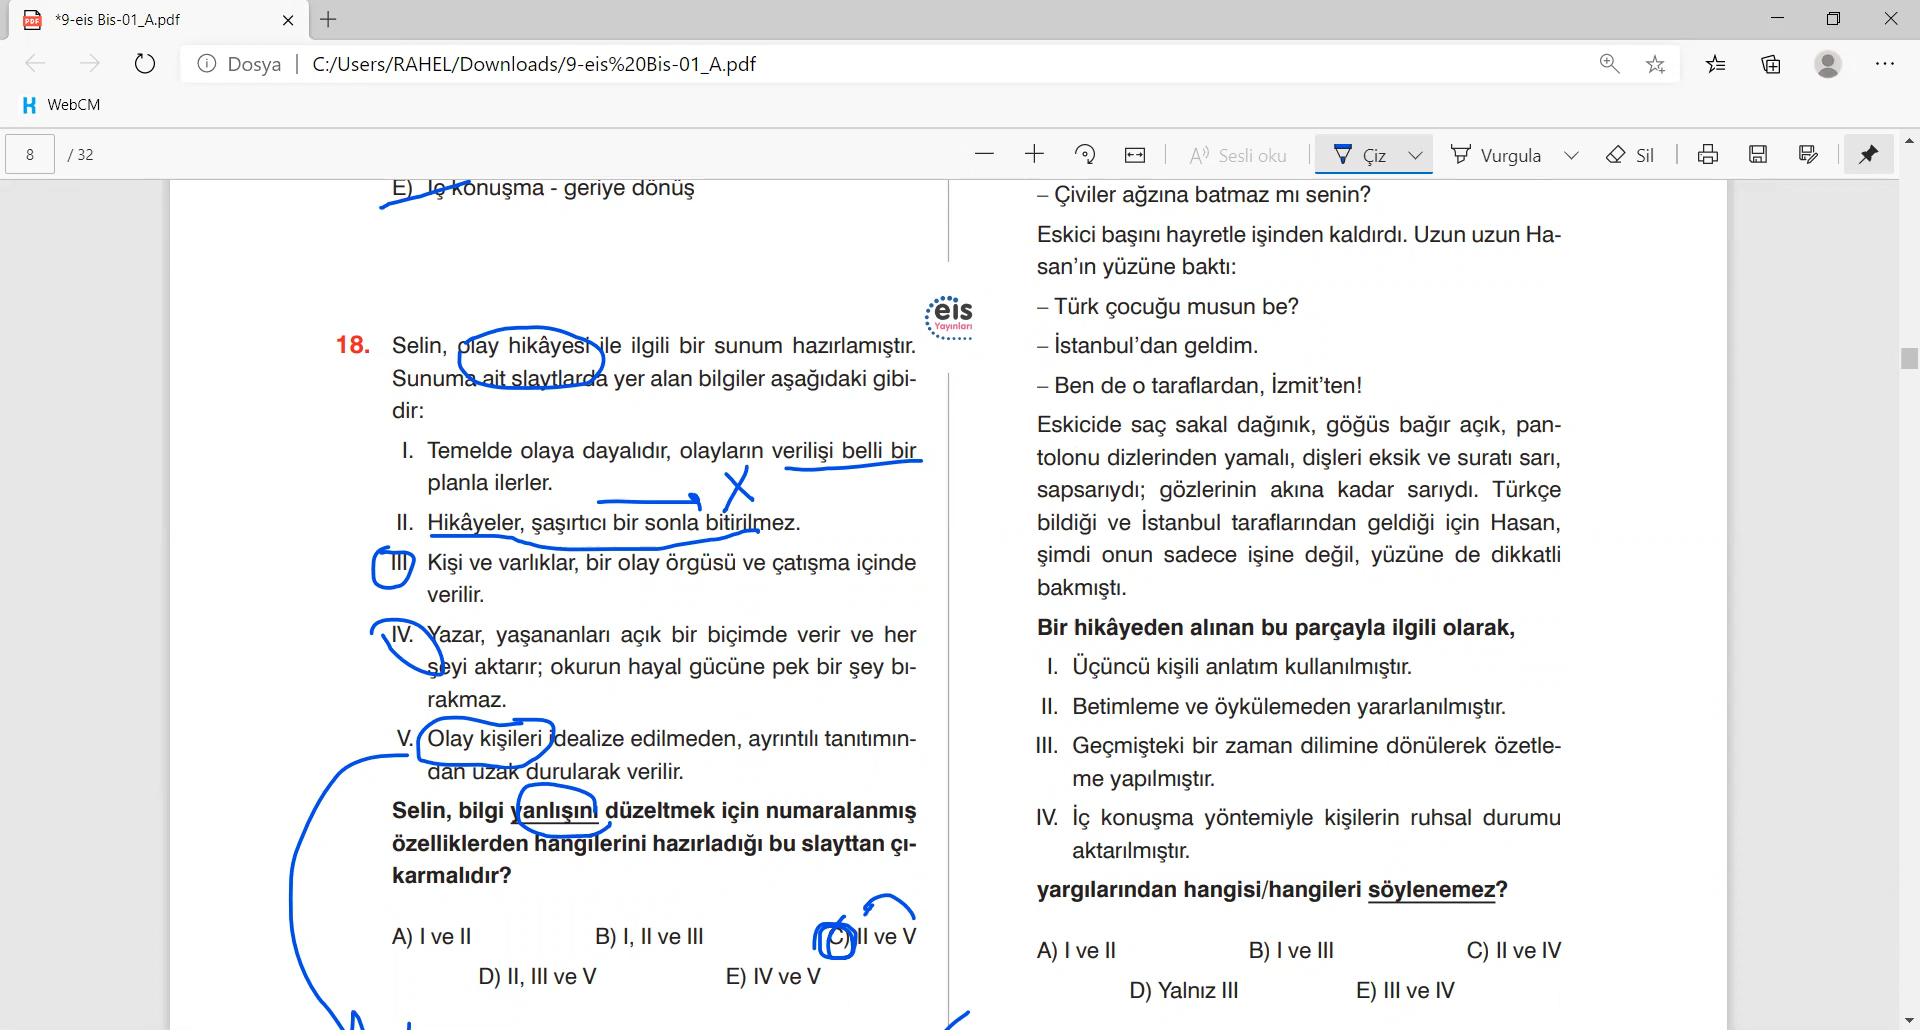 *9-eis Bis-01_A.pdf
Dosya
C:/Users/RAHEL/Downloads/9-eis%20Bis-01_A.pdf
WebCM
8 / 32
Sesli oku
Çiz
Vurgula
Sil
E) İç konuşma - geriye dönüş
18. Selin, olay hikâyesi ile ilgili bir sunum hazırlamıştır.
Sunuma ait slaytlarda yer alan bilgiler aşağıdaki gibi-
dir:
I. Temelde olaya dayalıdır, olayların verilişi belli bir
planla ilerler.
II. Hikâyeler, şaşırtıcı bir sonla bitirilmez.
III. Kişi ve varlıklar, bir olay örgüsü ve çatışma içinde
verilir.
IV. Yazar, yaşananları açık bir biçimde verir ve her
şeyi aktarır; okurun hayal gücüne pek bir şey bı-
rakmaz.
V. Olay kişileri idealize edilmeden, ayrıntılı tanıtımın-
dan uzak durularak verilir.
Selin, bilgi yanlışını düzeltmek için numaralanmış
özelliklerden hangilerini hazırladığı bu slayttan çı-
karmalıdır?
A) I ve II B) I, II ve III C) II ve V
D) II, III ve V E) IV ve V
eis
Yayınları
– Çiviler ağzına batmaz mı senin?
Eskici başını hayretle işinden kaldırdı. Uzun uzun Ha-
san’ın yüzüne baktı:
– Türk çocuğu musun be?
– İstanbul’dan geldim.
– Ben de o taraflardan, İzmit’ten!
Eskicide saç sakal dağınık, göğüs bağır açık, pan-
tolonu dizlerinden yamalı, dişleri eksik ve suratı sarı,
sapsarıydı; gözlerinin akına kadar sarıydı. Türkçe
bildiği ve İstanbul taraflarından geldiği için Hasan,
şimdi onun sadece işine değil, yüzüne de dikkatli
bakmıştı.
Bir hikâyeden alınan bu parçayla ilgili olarak,
I. Üçüncü kişili anlatım kullanılmıştır.
II. Betimleme ve öykülemeden yararlanılmıştır.
III. Geçmişteki bir zaman dilimine dönülerek özetle-
me yapılmıştır.
IV. İç konuşma yöntemiyle kişilerin ruhsal durumu
aktarılmıştır.
yargılarından hangisi/hangileri söylenemez?
A) I ve II B) I ve III C) II ve IV
D) Yalnız III E) III ve IV